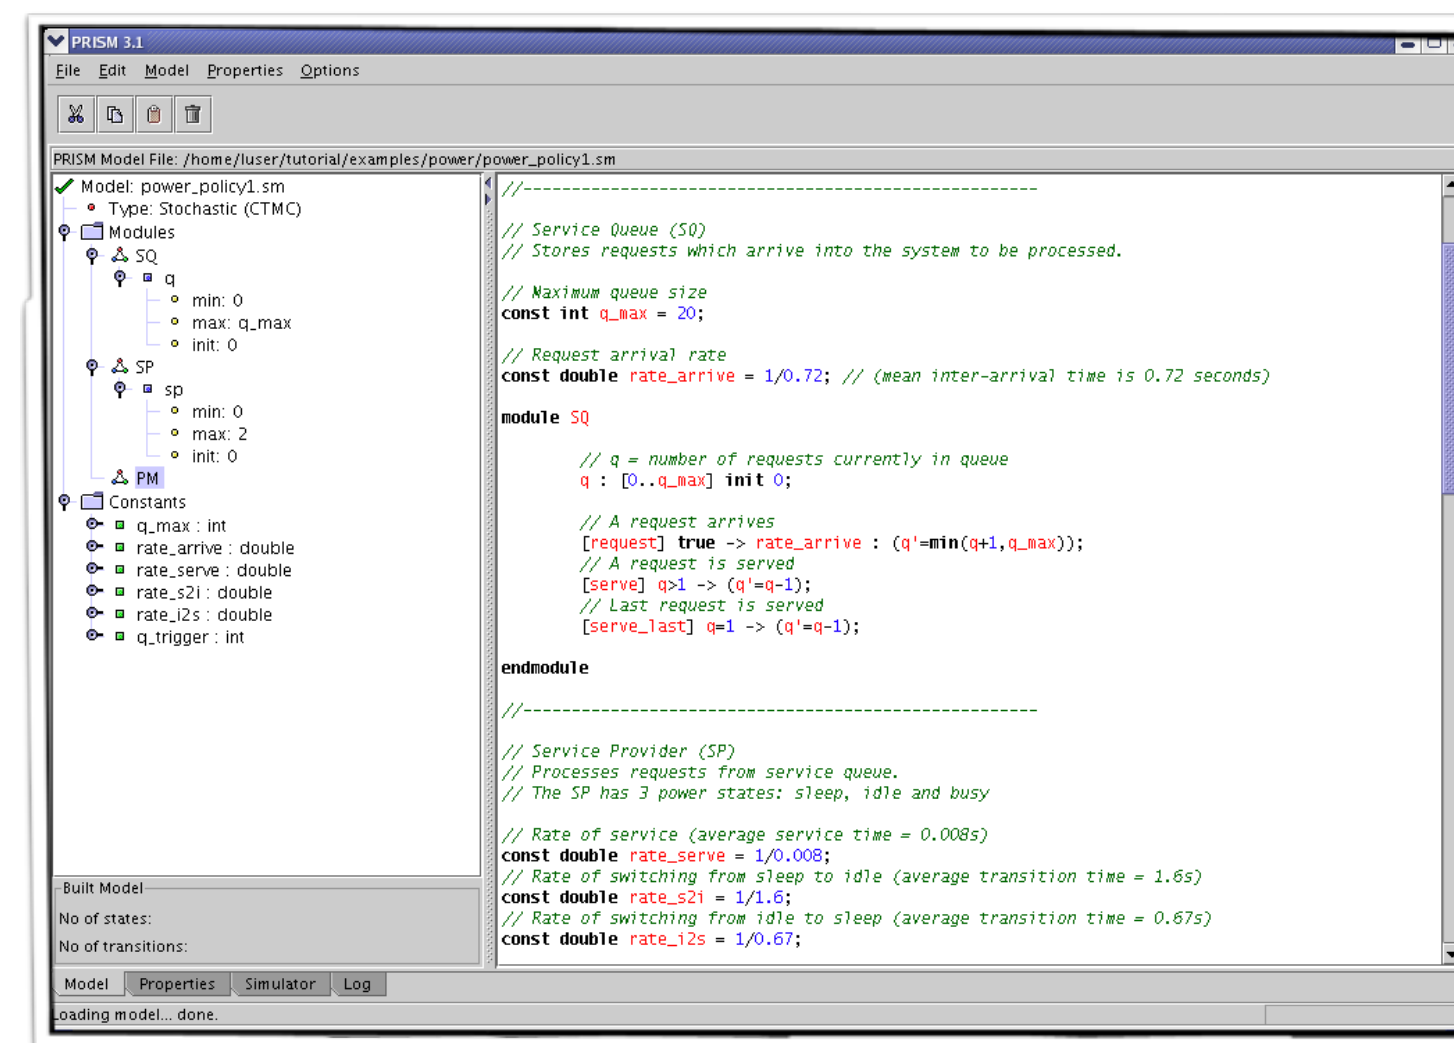 PRISM 3.1
File Edit Model Properties Options
PRISM Model File: /home/luser/tutorial/examples/power/power_policy1.sm
Model: power_policy1.sm
Type: Stochastic (CTMC)
Modules
SQ
q
min: 0
max: q_max
init: 0
SP
sp
min: 0
max: 2
init: 0
PM
Constants
q_max : int
rate_arrive : double
rate_serve : double
rate_s2i : double
rate_i2s : double
q_trigger : int
Built Model
No of states:
No of transitions:
//-----------------------------------------------------
// Service Queue (SQ)
// Stores requests which arrive into the system to be processed.
// Maximum queue size
const int q_max = 20;
// Request arrival rate
const double rate_arrive = 1/0.72; // (mean inter-arrival time is 0.72 seconds)
module SQ
// q = number of requests currently in queue
q : [0..q_max] init 0;
// A request arrives
[request] true -> rate_arrive : (q'=min(q+1,q_max));
// A request is served
[serve] q>1 -> (q'=q-1);
// Last request is served
[serve_last] q=1 -> (q'=q-1);
endmodule
//-----------------------------------------------------
// Service Provider (SP)
// Processes requests from service queue.
// The SP has 3 power states: sleep, idle and busy
// Rate of service (average service time = 0.008s)
const double rate_serve = 1/0.008;
// Rate of switching from sleep to idle (average transition time = 1.6s)
const double rate_s2i = 1/1.6;
// Rate of switching from idle to sleep (average transition time = 0.67s)
const double rate_i2s = 1/0.67;
Model Properties Simulator Log
Loading model... done.